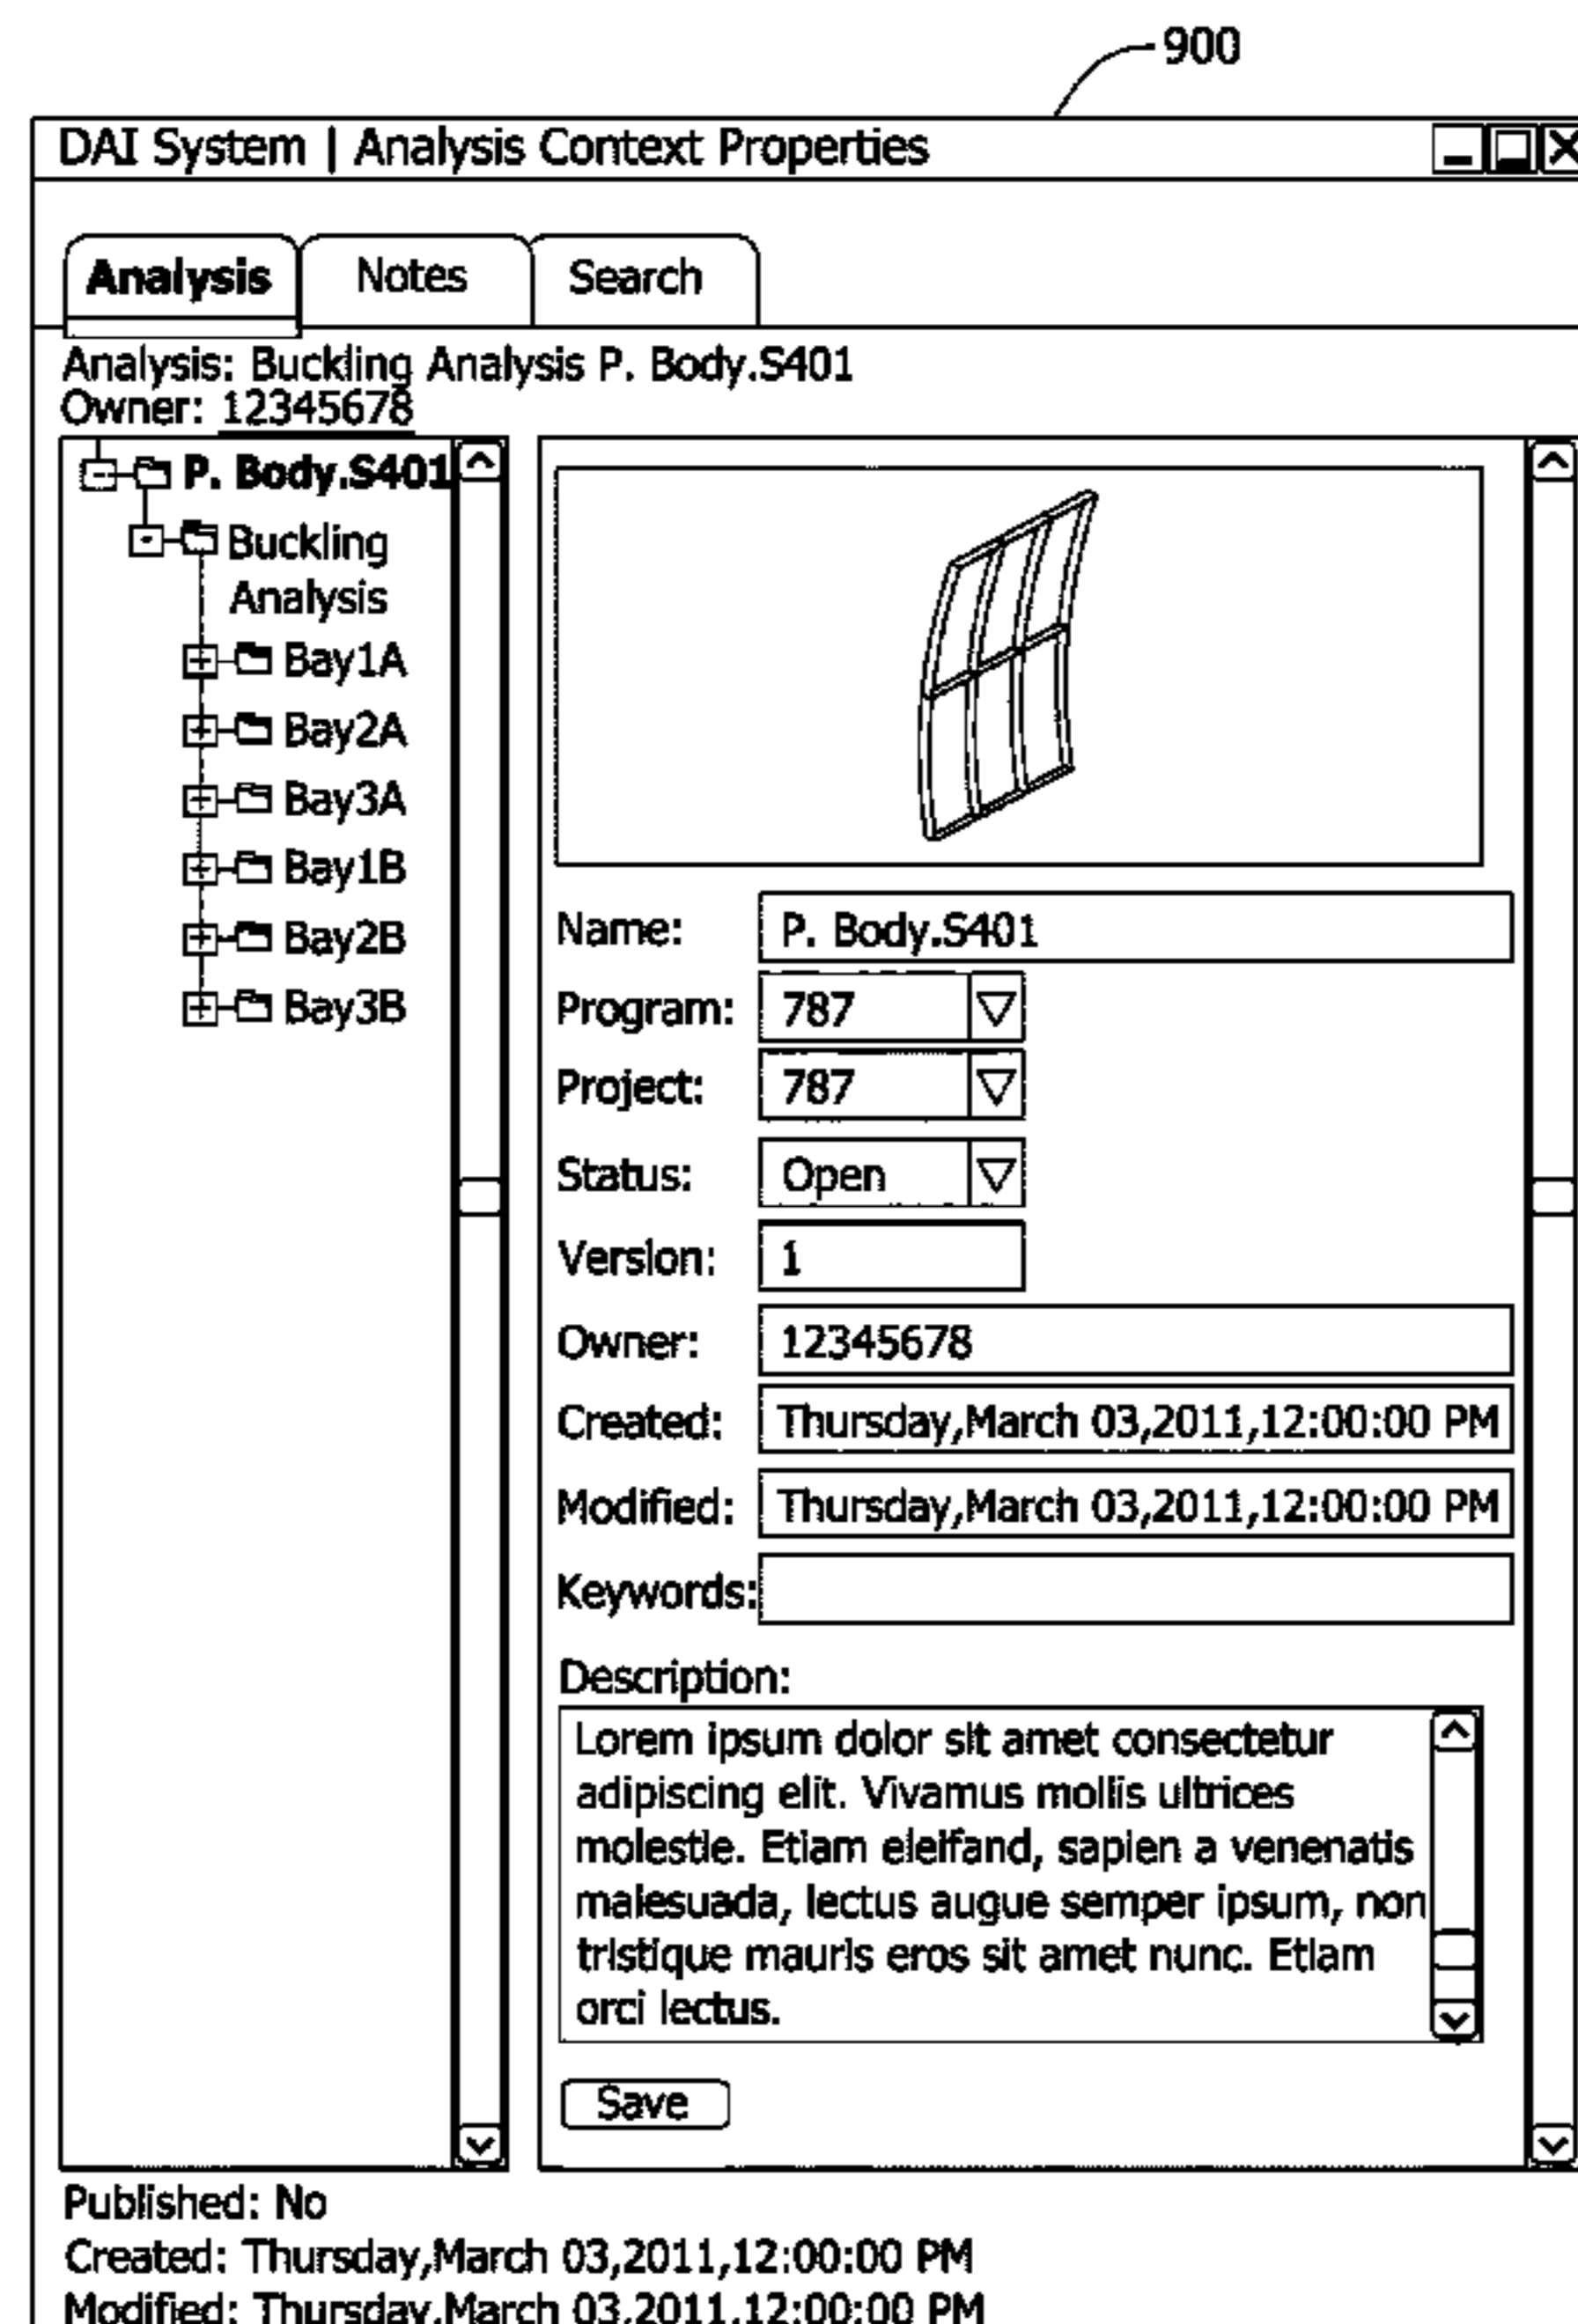 900
DAI System | Analysis Context Properties
Analysis Notes Search
Analysis: Buckling Analysis P. Body.S401
Owner: 12345678
P. Body.S401
Buckling
Analysis
Bay1A
Bay2A
Bay3A
Bay1B
Bay2B
Bay3B
Name: P. Body.S401
Program: 787
Project: 787
Status: Open
Version: 1
Owner: 12345678
Created: Thursday,March 03,2011,12:00:00 PM
Modified: Thursday,March 03,2011,12:00:00 PM
Keywords:
Description:
Lorem ipsum dolor sit amet consectetur
adipiscing elit. Vivamus mollis ultrices
molestie. Etiam eleifand, sapien a venenatis
malesuada, lectus augue semper ipsum, non
tristique mauris eros sit amet nunc. Etiam
orci lectus.
Save
Published: No
Created: Thursday,March 03,2011,12:00:00 PM
Modified: Thursday,March 03,2011,12:00:00 PM